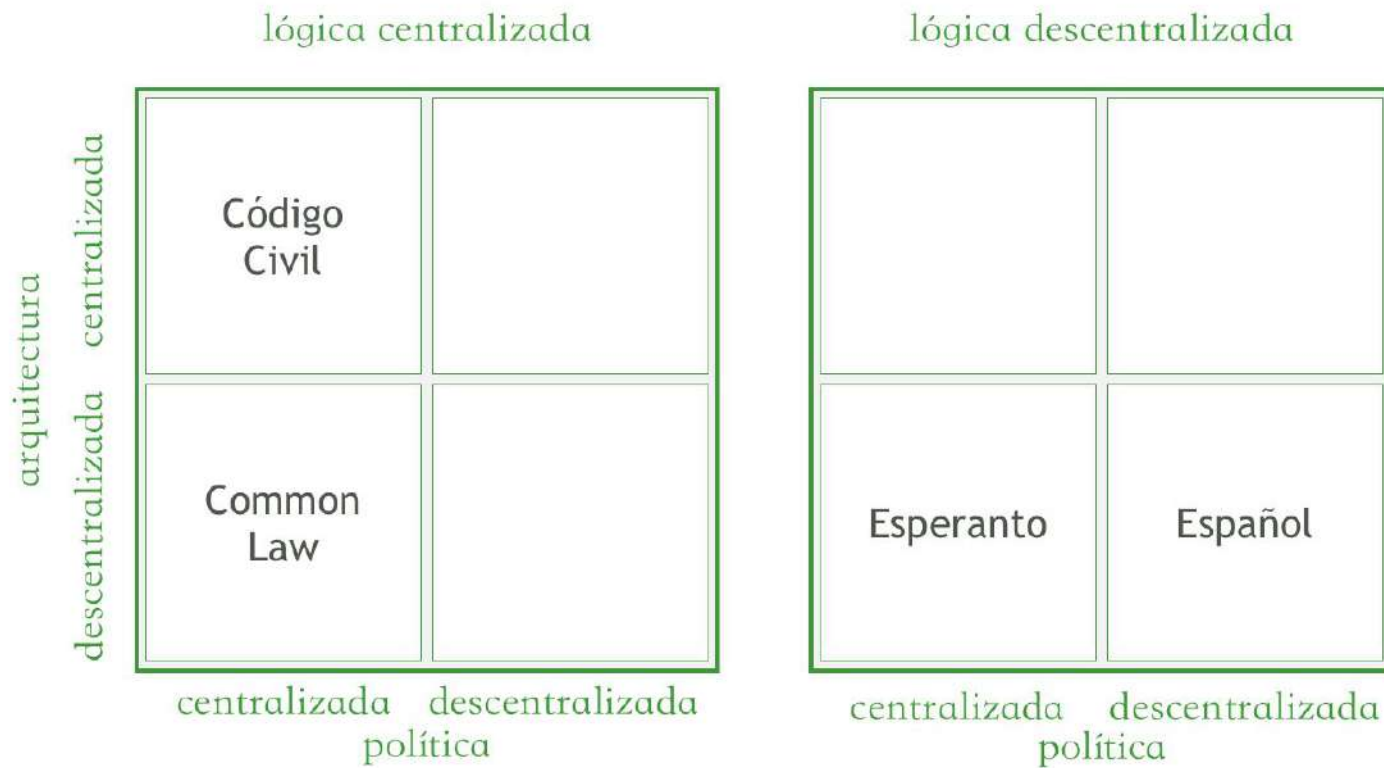 lógica centralizada
lógica descentralizada
arquitectura
centralizada
descentralizada
Código
Civil
Common
Law
Esperanto
Español
centralizada descentralizada
política
centralizada descentralizada
política